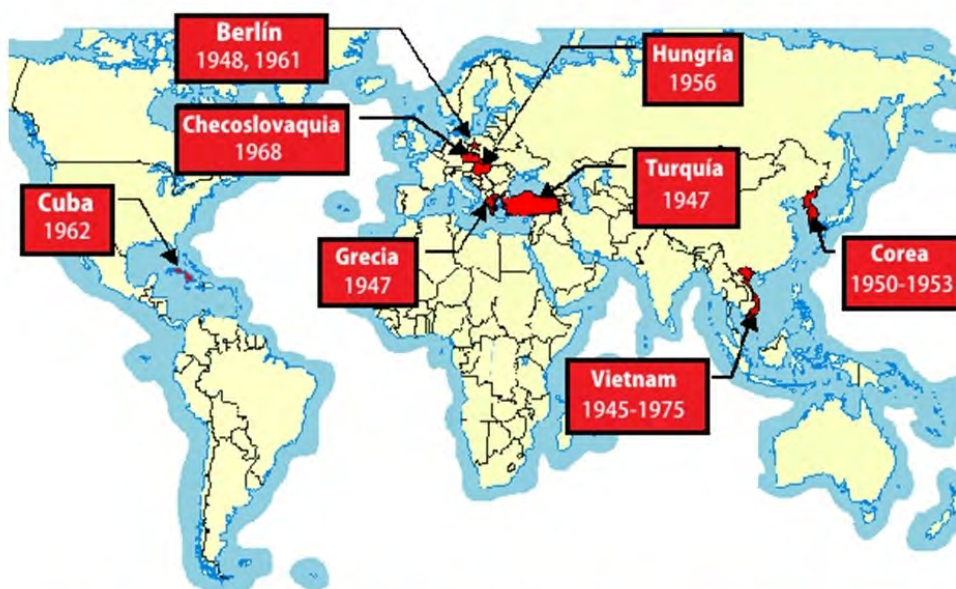 Berlín
1948, 1961
Hungría
1956
Checoslovaquia
1968
Turquía
1947
Cuba
1962
Grecia
1947
Corea
1950-1953
Vietnam
1945-1975